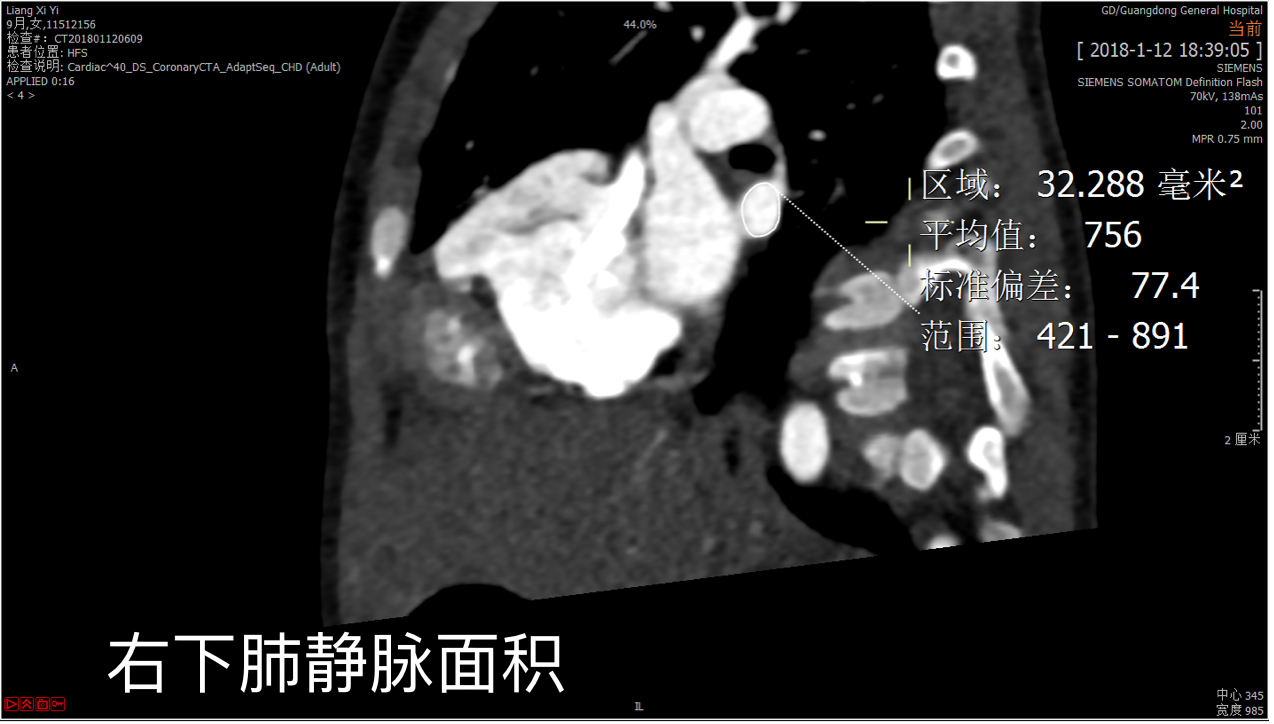 Liang Xi Yi
9月,女,11512156
检查#: CT201801120609
患者位置: HFS
检查说明: Cardiac^40_DS_CoronaryCTA_AdaptSeq_CHD (Adult)
APPLIED 0:16
< 4 >
44.0%
GD/Guangdong General Hospital
当前
[ 2018-1-12 18:39:05 ]
SIEMENS
SIEMENS SOMATOM Definition Flash
70kV, 138mAs
101
2.00
MPR 0.75 mm
区域: 32.288 毫米²
平均值: 756
标准偏差: 77.4
范围: 421 - 891
A
2 厘米
右下肺静脉面积
IL
中心 345
宽度 985